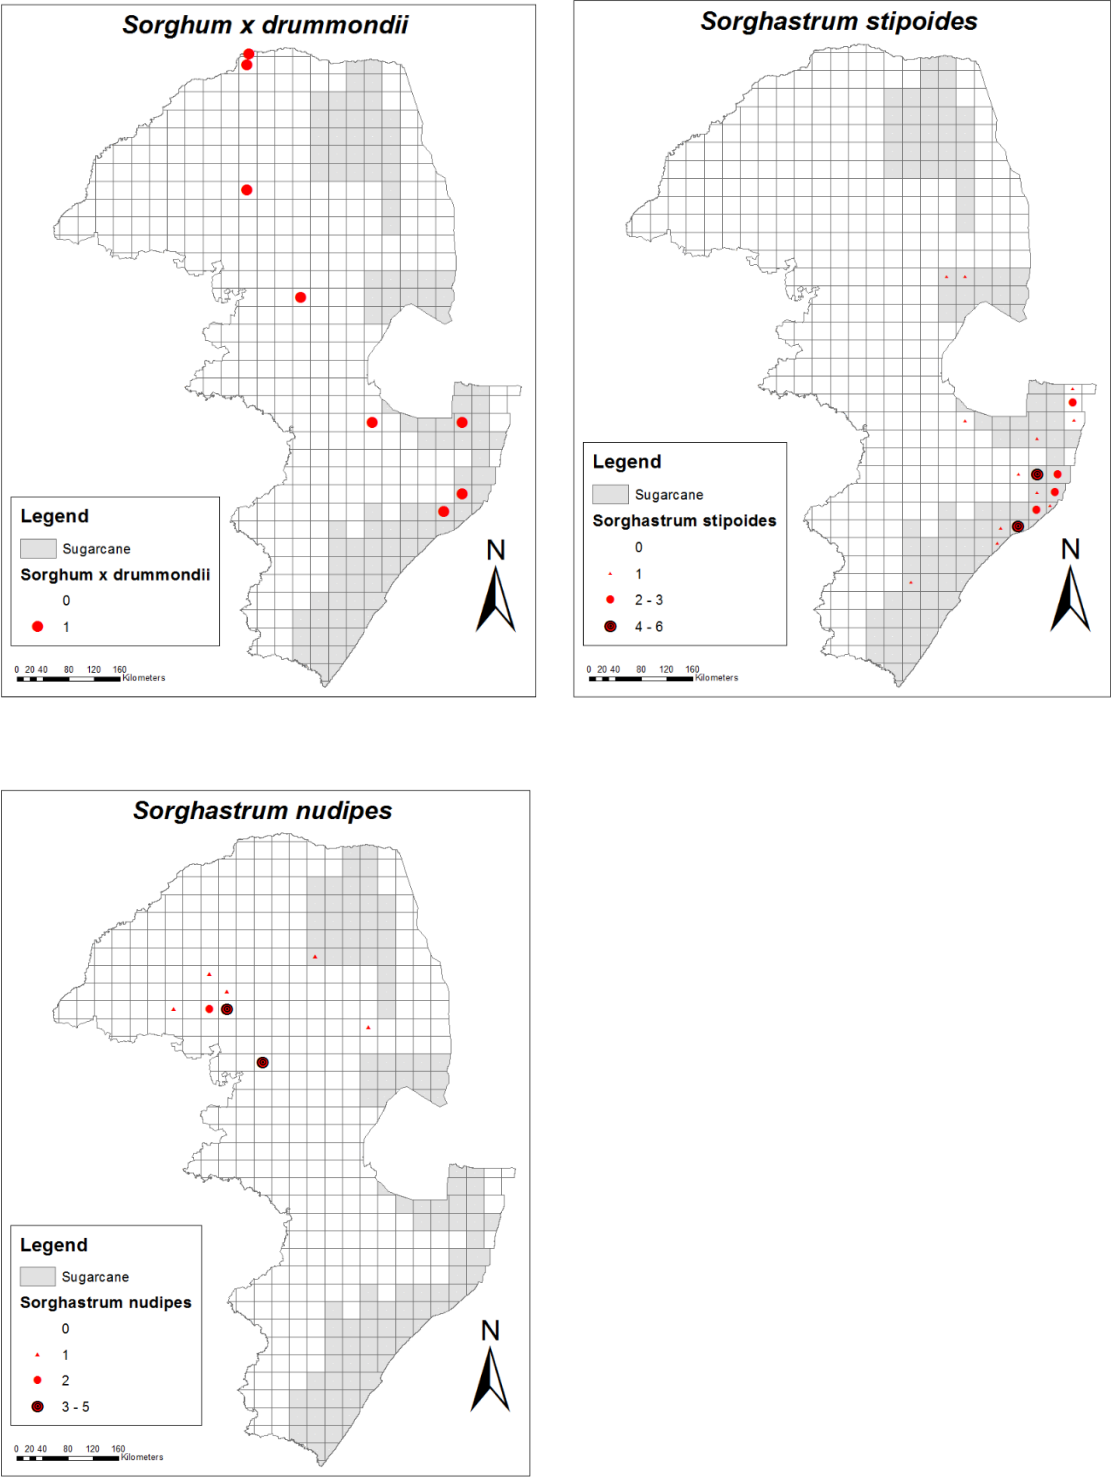 Sorghum x drummondii
Legend
Sugarcane
Sorghum x drummondii
0
1
N
0 20 40 80 120 160
Kilometers
Sorghastrum stipoides
Legend
Sugarcane
Sorghastrum stipoides
0
1
2 - 3
4 - 6
N
0 20 40 80 120 160
Kilometers
Sorghastrum nudipes
Legend
Sugarcane
Sorghastrum nudipes
0
1
2
3 - 5
N
0 20 40 80 120 160
Kilometers